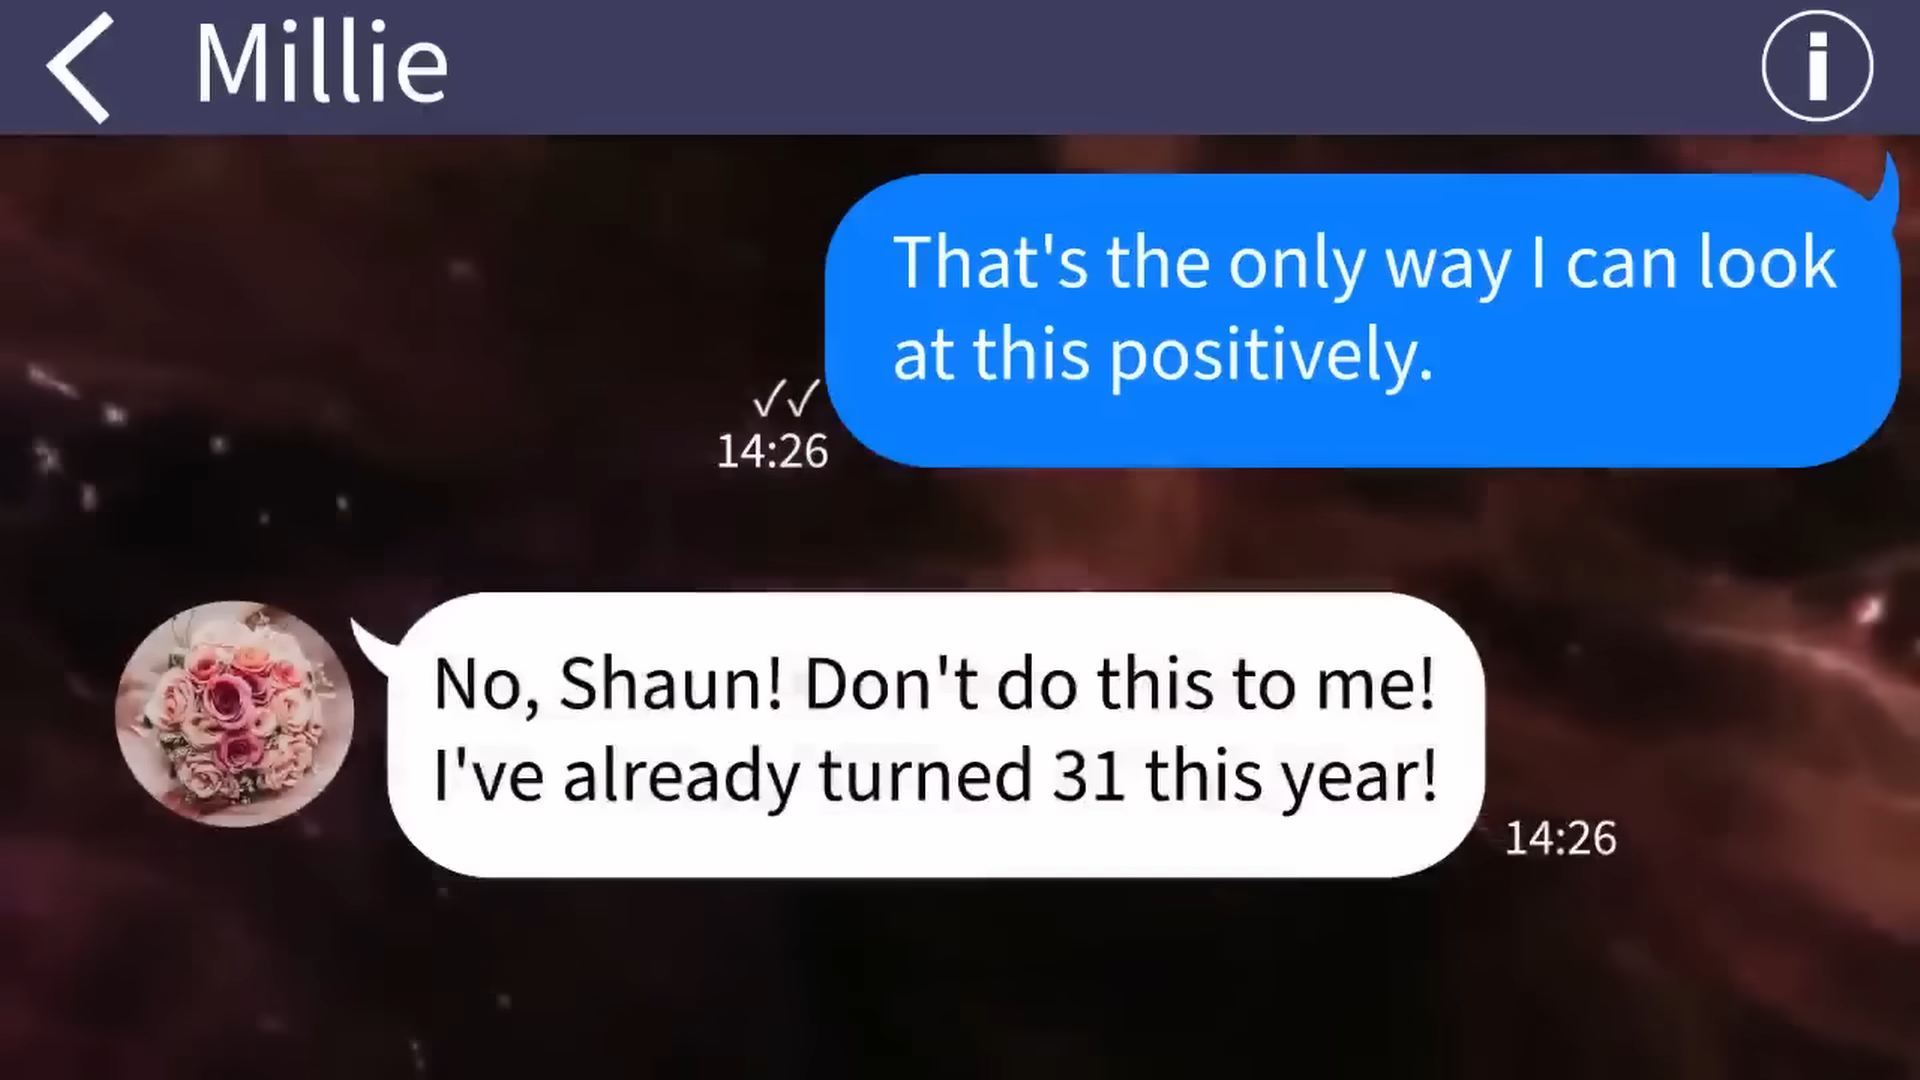 Millie
That's the only way I can look
at this positively.
✓✓
14:26
No, Shaun! Don't do this to me!
I've already turned 31 this year!
14:26